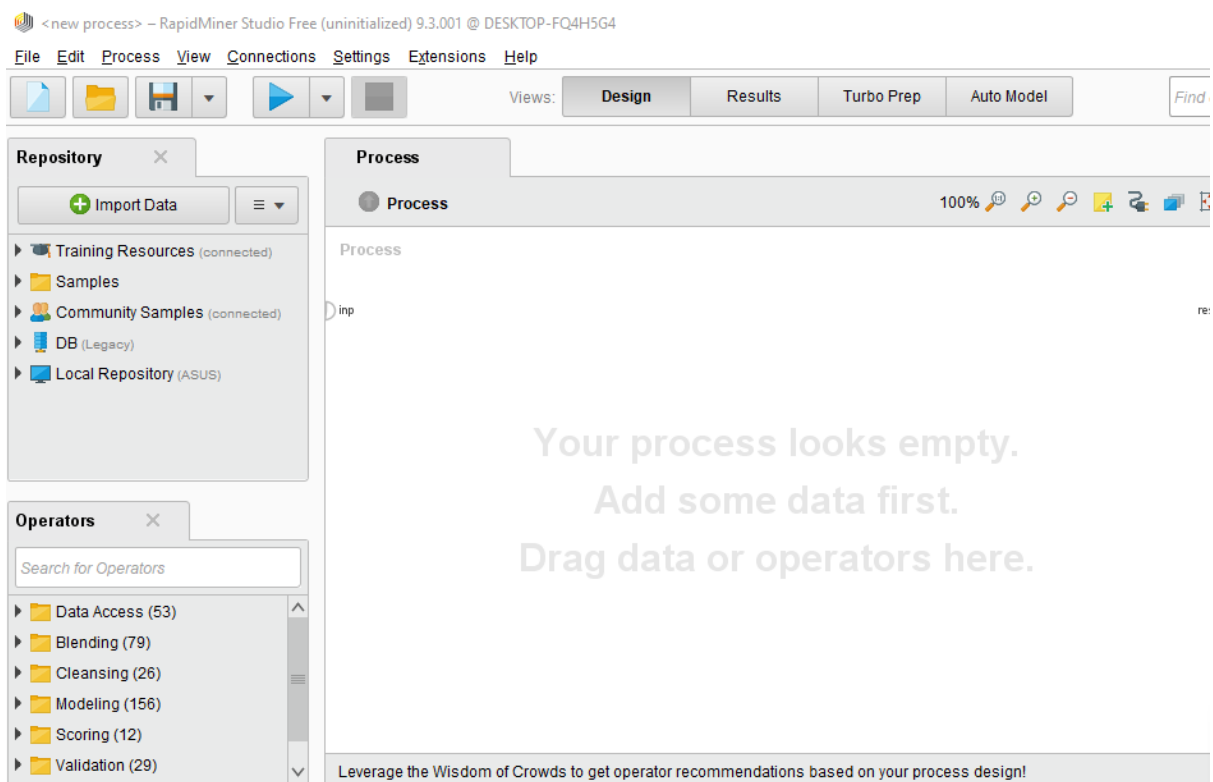 <new process> – RapidMiner Studio Free (uninitialized) 9.3.001 @ DESKTOP-FQ4H5G4
File Edit Process View Connections Settings Extensions Help
Views: Design Results Turbo Prep Auto Model Find
Repository
Process
Import Data
Process
100%
Training Resources (connected)
Process
Samples
Community Samples (connected)
inp
res
DB (Legacy)
Local Repository (ASUS)
Your process looks empty.
Add some data first.
Drag data or operators here.
Operators
Search for Operators
Data Access (53)
Blending (79)
Cleansing (26)
Modeling (156)
Scoring (12)
Validation (29)
Leverage the Wisdom of Crowds to get operator recommendations based on your process design!